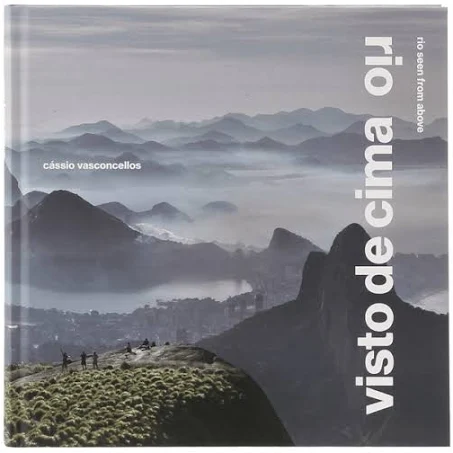 rio
visto de cima
rio seen from above
cássio vasconcellos